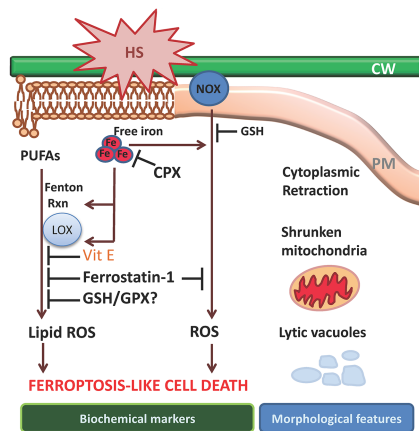 HS
CW
NOX
Free iron
Fe
Fe Fe
GSH
PUFAs
CPX
PM
Cytoplasmic
Retraction
Fenton
Rxn
LOX
Vit E
Shrunken
mitochondria
Ferrostatin-1
GSH/GPX?
Lipid ROS
ROS
Lytic vacuoles
FERROPTOSIS-LIKE CELL DEATH
Biochemical markers
Morphological features